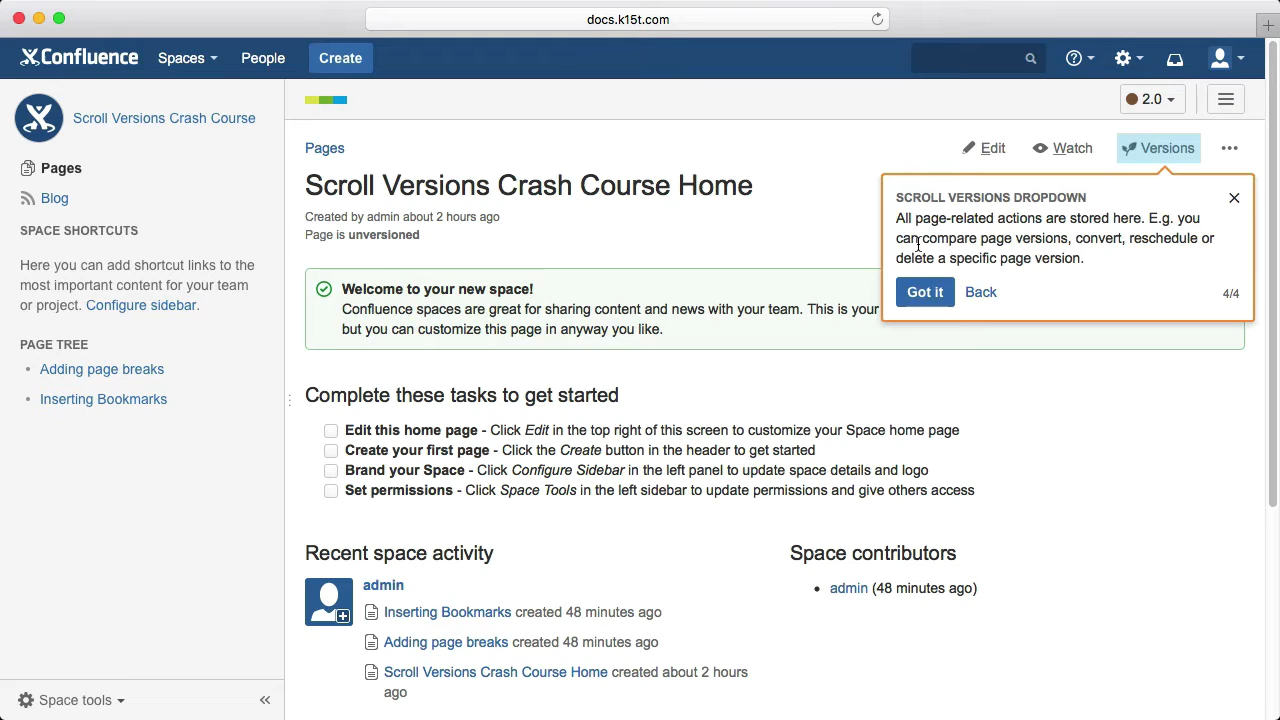 docs.k15t.com
Confluence Spaces People Create
Scroll Versions Crash Course
2.0
Pages
Blog
SPACE SHORTCUTS
Here you can add shortcut links to the
most important content for your team
or project. Configure sidebar.
PAGE TREE
Adding page breaks
Inserting Bookmarks
Space tools
Pages
Edit Watch Versions
Scroll Versions Crash Course Home
Created by admin about 2 hours ago
Page is unversioned
SCROLL VERSIONS DROPDOWN
All page-related actions are stored here. E.g. you
can compare page versions, convert, reschedule or
delete a specific page version.
Got it Back 4/4
Welcome to your new space!
Confluence spaces are great for sharing content and news with your team. This is your
but you can customize this page in anyway you like.
Complete these tasks to get started
Edit this home page - Click Edit in the top right of this screen to customize your Space home page
Create your first page - Click the Create button in the header to get started
Brand your Space - Click Configure Sidebar in the left panel to update space details and logo
Set permissions - Click Space Tools in the left sidebar to update permissions and give others access
Recent space activity
admin
Inserting Bookmarks created 48 minutes ago
Adding page breaks created 48 minutes ago
Scroll Versions Crash Course Home created about 2 hours
ago
Space contributors
admin (48 minutes ago)